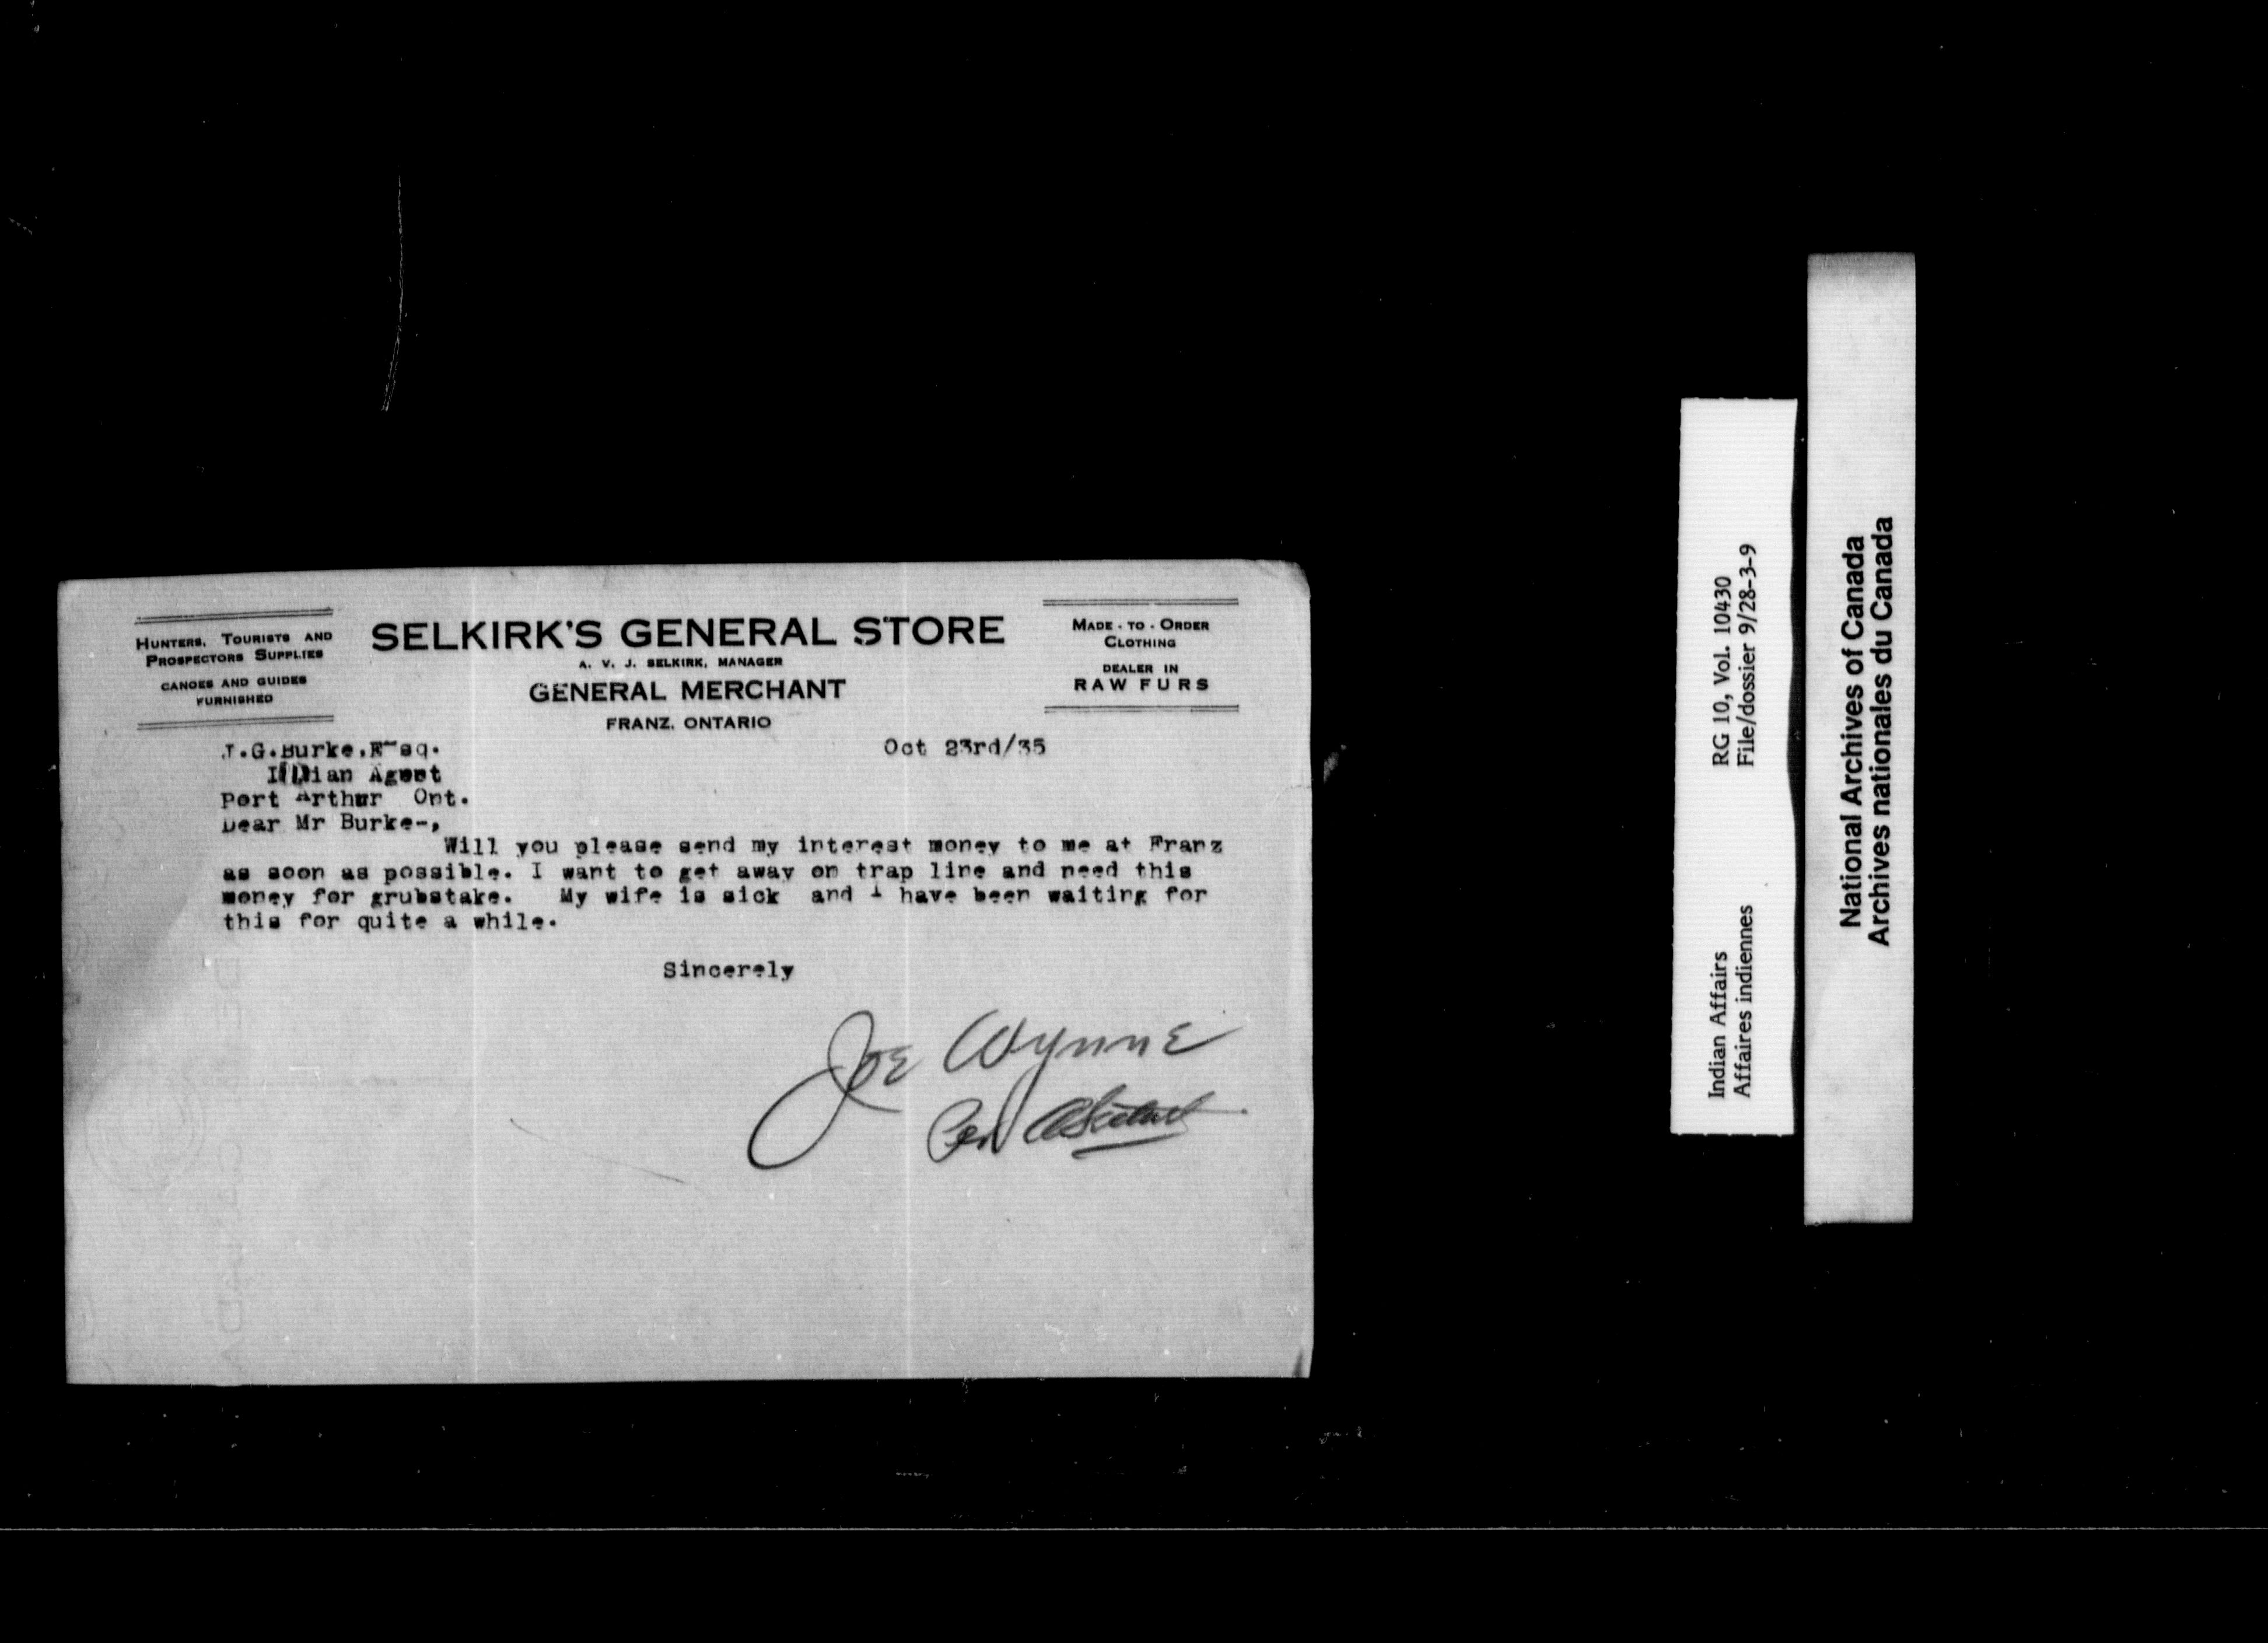 HUNTERS, TOURISTS AND
PROSPECTORS SUPPLIES
CANOES AND GUIDES
FURNISHED
SELKIRK'S GENERAL STORE
A. V. J. SELKIRK, MANAGER
GENERAL MERCHANT
FRANZ, ONTARIO
MADE-TO-ORDER
CLOTHING
DEALER IN
RAW FURS
Oct 23rd/35
J.G.Burke.Esq.
Indian Agent
Port Arthur Ont.
Dear Mr Burke-,
Will you please send my interest money to me at Franz
as soon as possible. I want to get away on trap line and need this
money for grubstake. My wife is sick and I have been waiting for
this for quite a while.
Sincerely
Joe Wynne
Per ASelkirk
Indian Affairs RG 10, Vol. 10430
Affaires indiennes File/dossier 9/28-3-9
National Archives of Canada
Archives nationales du Canada